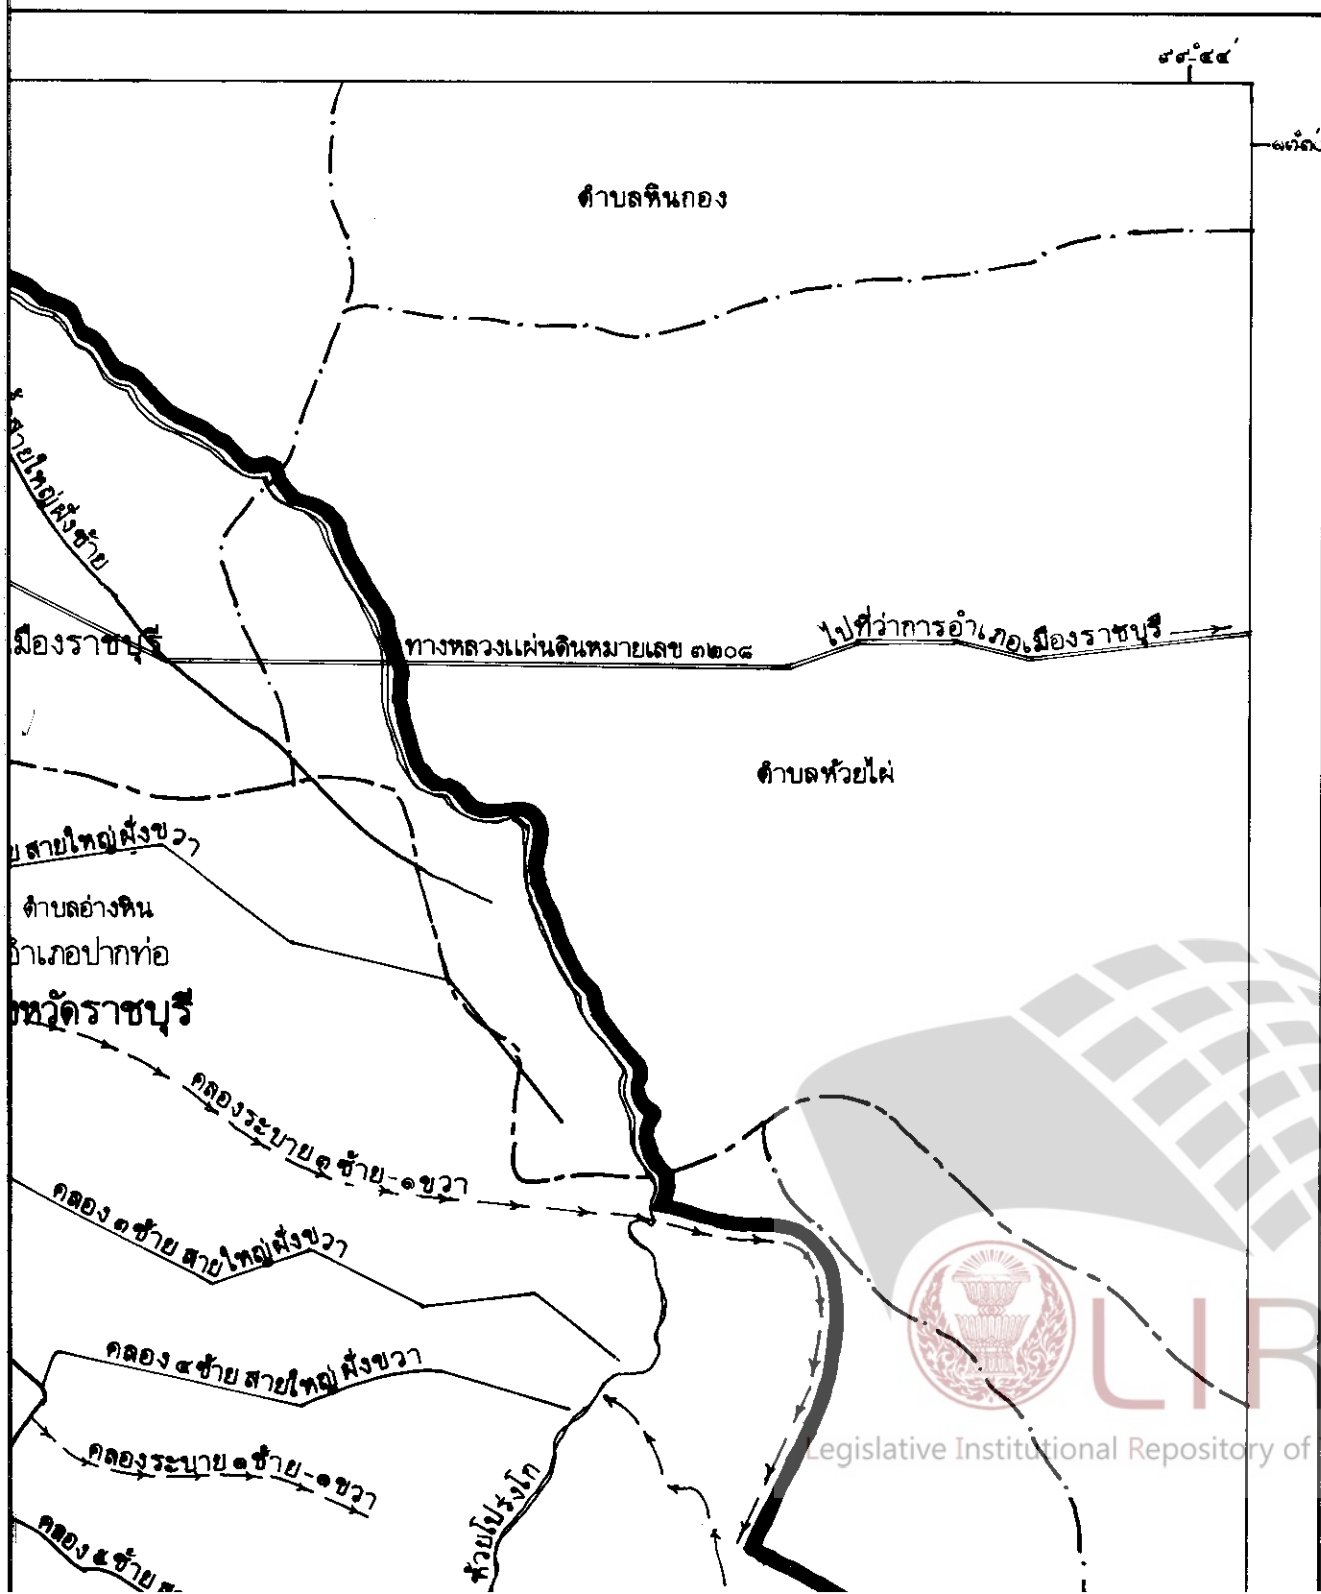 ๙๙°๔๔'
ตำบลหินกอง
สายใหญ่ฝั่งซ้าย
เมืองราชบุรี
ทางหลวงแผ่นดินหมายเลข ๓๒๐๘
ไปที่ว่าการอำเภอเมืองราชบุรี
ตำบลห้วยไผ่
สายใหญ่ฝั่งขวา
ตำบลอ่างหิน
อำเภอปากท่อ
จังหวัดราชบุรี
คลองระบาย ๓ ซ้าย-๑ ขวา
คลอง ๓ ซ้าย สายใหญ่ฝั่งขวา
คลอง ๔ ซ้าย สายใหญ่ฝั่งขวา
คลองระบาย ๑ ซ้าย-๑ ขวา
ห้วยโปร่งโก
คลอง ๕ ซ้าย
LIR
Legislative Institutional Repository of